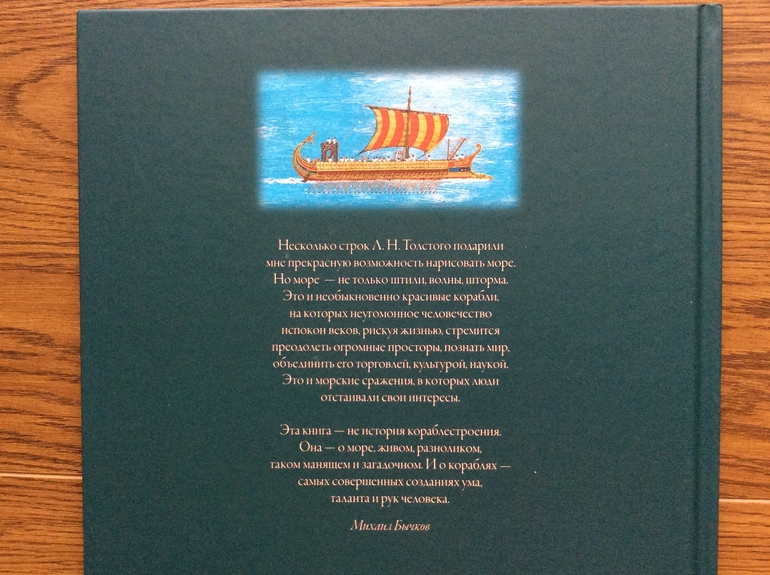 Несколько строк Л. Н. Толстого подарили
мне прекрасную возможность нарисовать море.
Но море — не только штили, волны, шторма.
Это и необыкновенно красивые корабли,
на которых неугомонное человечество
испокон веков, рискуя жизнью, стремится
преодолеть огромные просторы, познать мир,
объединить его торговлей, культурой, наукой.
Это и морские сражения, в которых люди
отстаивали свои интересы.
Эта книга — не история кораблестроения.
Она — о море, живом, разноликом,
таком манящем и загадочном. И о кораблях —
самых совершенных созданиях ума,
таланта и рук человека.
Михаил Бычков